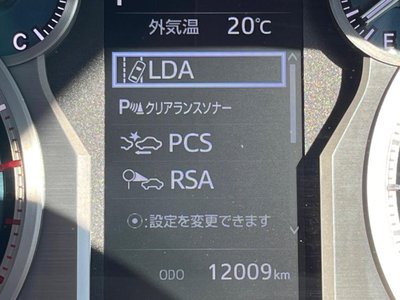 外気温 20℃
C
E
LDA
P クリアランスソナー
PCS
RSA
:設定を変更できます
ODO 12009km